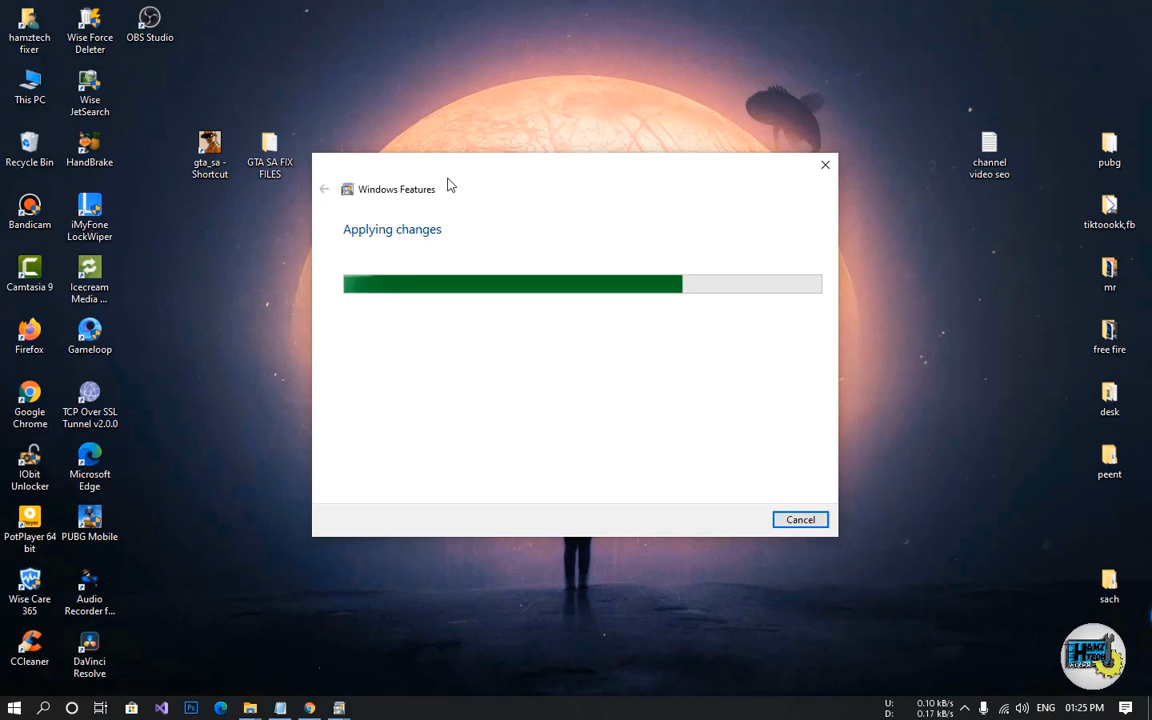 hamztech
fixer
Wise Force
Deleter
OBS Studio
This PC
Wise
JetSearch
Recycle Bin
HandBrake
gta_sa -
Shortcut
GTA SA FIX
FILES
channel
video seo
pubg
Bandicam
iMyFone
LockWiper
tiktoookk,fb
Camtasia 9
Icecream
Media ...
mr
Firefox
Gameloop
free fire
Google
Chrome
TCP Over SSL
Tunnel v2.0.0
desk
IObit
Unlocker
Microsoft
Edge
peent
PotPlayer 64
bit
PUBG Mobile
Wise Care
365
Audio
Recorder f...
sach
CCleaner
DaVinci
Resolve
Windows Features
Applying changes
Cancel
HAMZ
TECH
U: 0.10 kB/s
D: 0.17 kB/s
ENG
01:25 PM